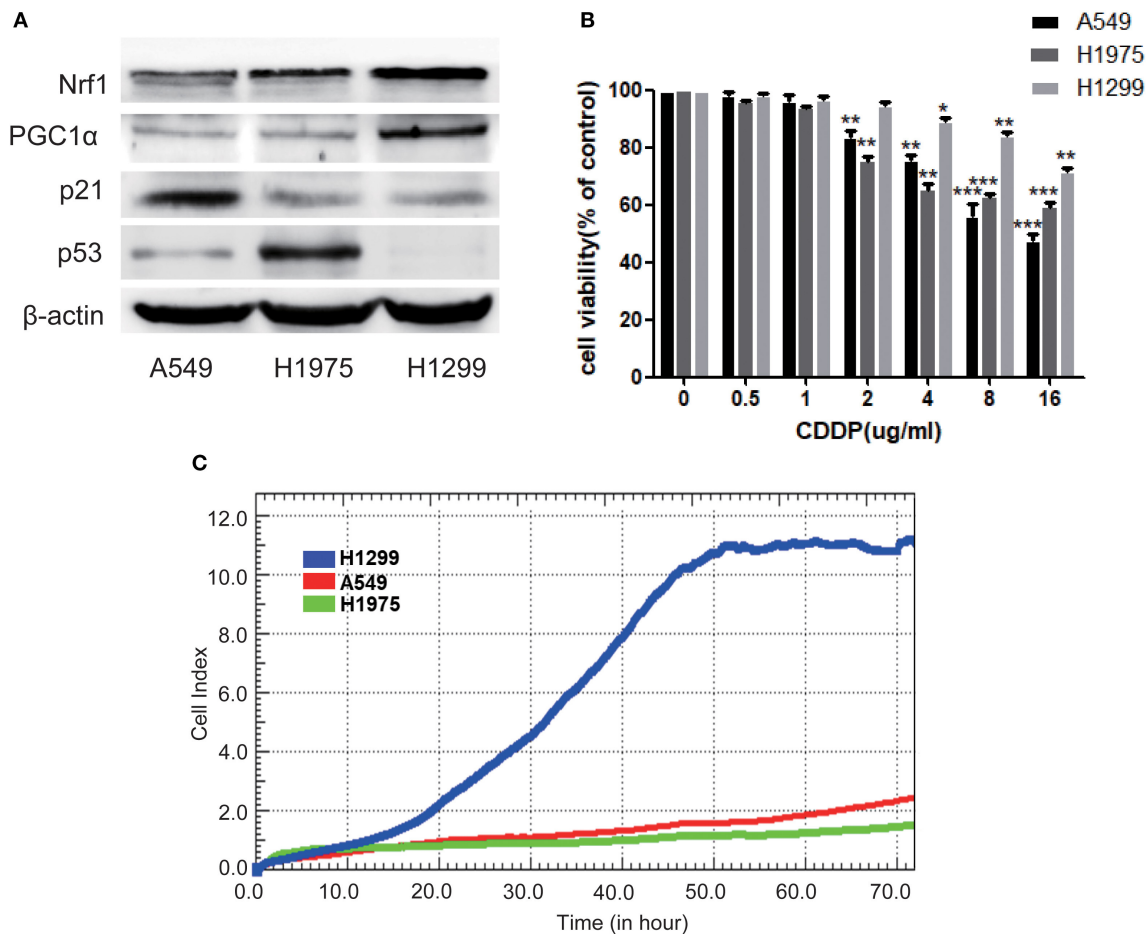 A
Nrf1
PGC1α
p21
p53
β-actin
A549 H1975 H1299
B
A549
H1975
H1299
cell viability(% of control)
100
80
60
40
20
0
** ** ** ** * *** *** ** *** *** **
0 0.5 1 2 4 8 16
CDDP(ug/ml)
C
H1299
A549
H1975
Cell Index
12.0
10.0
8.0
6.0
4.0
2.0
0.0
0.0 10.0 20.0 30.0 40.0 50.0 60.0 70.0
Time (in hour)